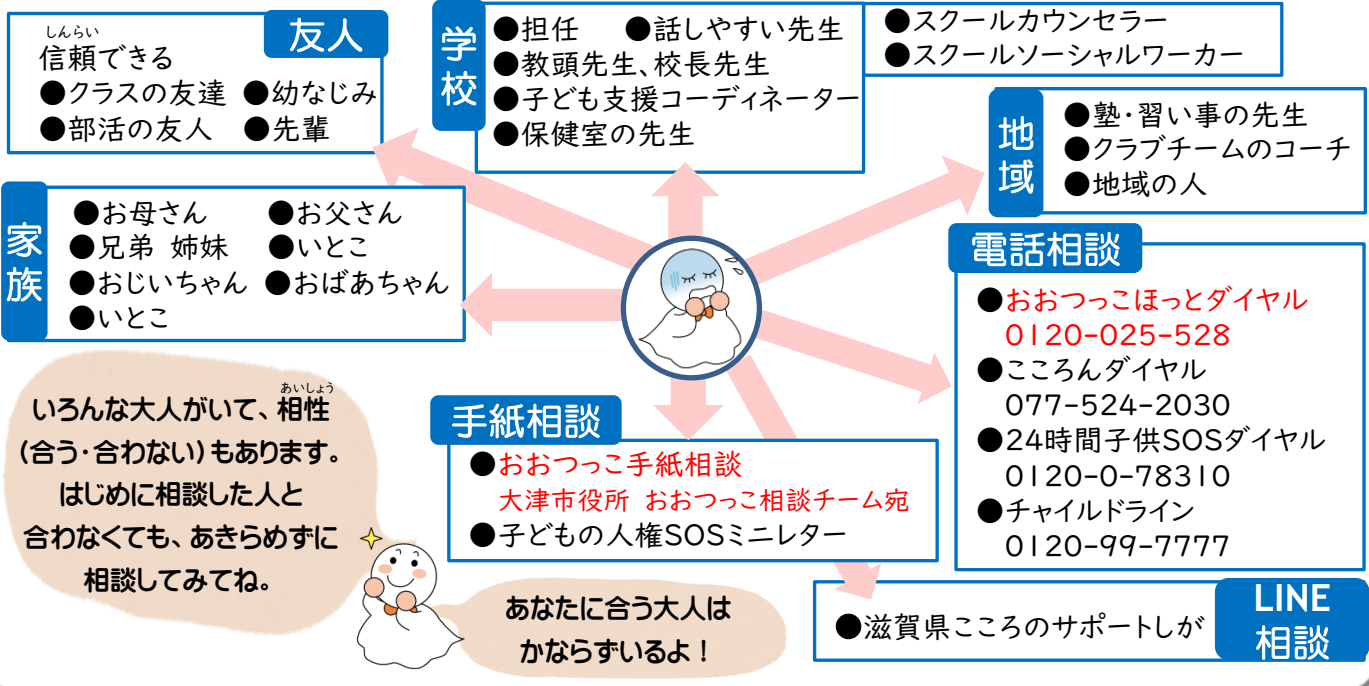 友人
しんらい
信頼できる
●クラスの友達 ●幼なじみ
●部活の友人 ●先輩
学校
●担任 ●話しやすい先生
●教頭先生、校長先生
●子ども支援コーディネーター
●保健室の先生
●スクールカウンセラー
●スクールソーシャルワーカー
地域
●塾・習い事の先生
●クラブチームのコーチ
●地域の人
家族
●お母さん ●お父さん
●兄弟 姉妹 ●いとこ
●おじいちゃん ●おばあちゃん
●いとこ
電話相談
●おおつっこほっとダイヤル
0120-025-528
●こころんダイヤル
077-524-2030
●24時間子供SOSダイヤル
0120-0-78310
●チャイルドライン
0120-99-7777
手紙相談
●おおつっこ手紙相談
大津市役所 おおつっこ相談チーム宛
●子どもの人権SOSミニレター
LINE
相談
●滋賀県こころのサポートしが
あいしょう
いろんな大人がいて、相性
(合う・合わない)もあります。
はじめに相談した人と
合わなくても、あきらめずに
相談してみてね。
あなたに合う大人は
かならずいるよ!